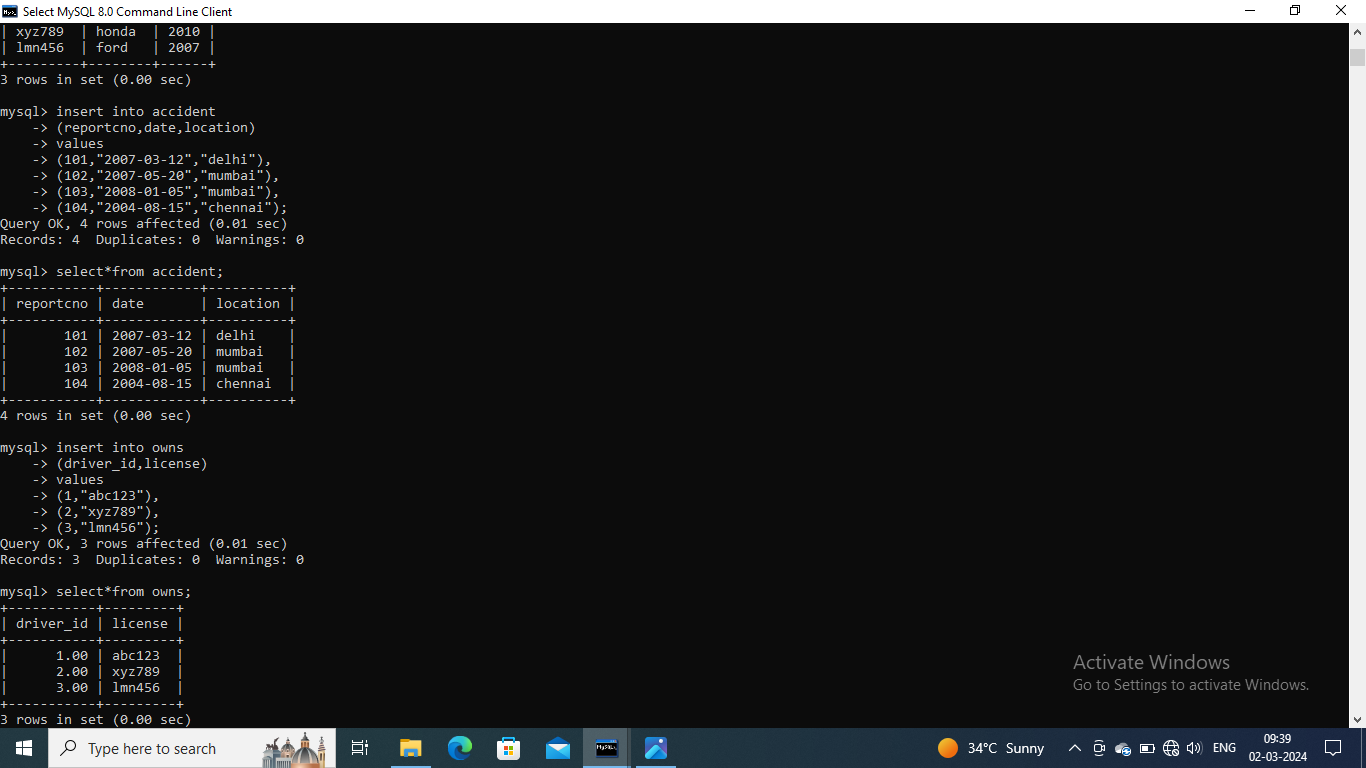 Select MySQL 8.0 Command Line Client
| xyz789  | honda  | 2010 |
| lmn456  | ford   | 2007 |
+---------+--------+------+
3 rows in set (0.00 sec)
mysql> insert into accident
    -> (reportcno,date,location)
    -> values
    -> (101,"2007-03-12","delhi"),
    -> (102,"2007-05-20","mumbai"),
    -> (103,"2008-01-05","mumbai"),
    -> (104,"2004-08-15","chennai");
Query OK, 4 rows affected (0.01 sec)
Records: 4  Duplicates: 0  Warnings: 0
mysql> select*from accident;
+-----------+------------+----------+
| reportcno | date       | location |
+-----------+------------+----------+
|       101 | 2007-03-12 | delhi    |
|       102 | 2007-05-20 | mumbai   |
|       103 | 2008-01-05 | mumbai   |
|       104 | 2004-08-15 | chennai  |
+-----------+------------+----------+
4 rows in set (0.00 sec)
mysql> insert into owns
    -> (driver_id,license)
    -> values
    -> (1,"abc123"),
    -> (2,"xyz789"),
    -> (3,"lmn456");
Query OK, 3 rows affected (0.01 sec)
Records: 3  Duplicates: 0  Warnings: 0
mysql> select*from owns;
+-----------+---------+
| driver_id | license |
+-----------+---------+
|      1.00 | abc123  |
|      2.00 | xyz789  |
|      3.00 | lmn456  |
+-----------+---------+
3 rows in set (0.00 sec)
Activate Windows
Go to Settings to activate Windows.
Type here to search
34°C Sunny
ENG
09:39
02-03-2024